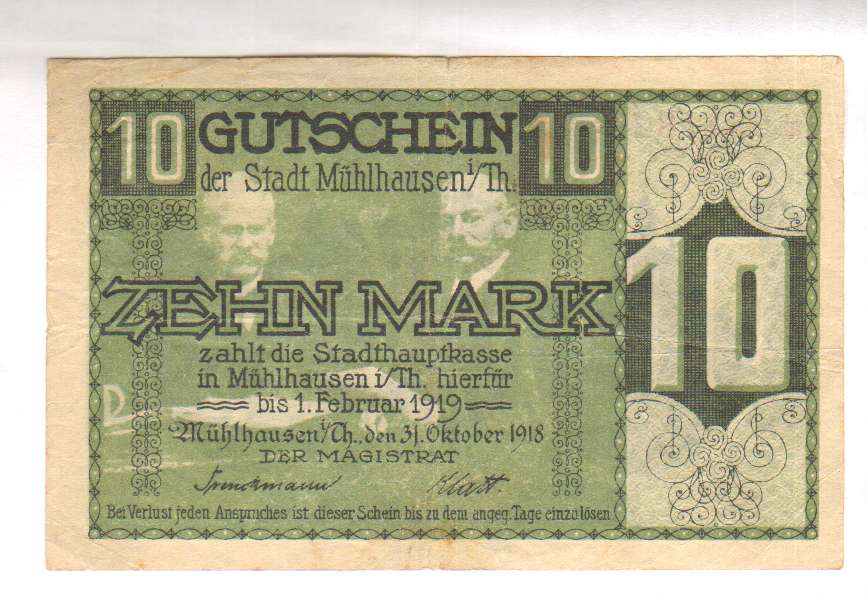 10 GUTSCHEIN 10
der Stadt Mühlhausen i/Th.
10
ZEHN MARK
zahlt die Stadthauptkasse
in Mühlhausen i/Th. hierfür
bis 1. Februar 1919
Mühlhausen i/Th., den 31. Oktober 1918
DER MAGISTRAT
Trenckmann Klatt.
Bei Verlust jeden Anspruches ist dieser Schein bis zu dem angeg. Tage einzulösen